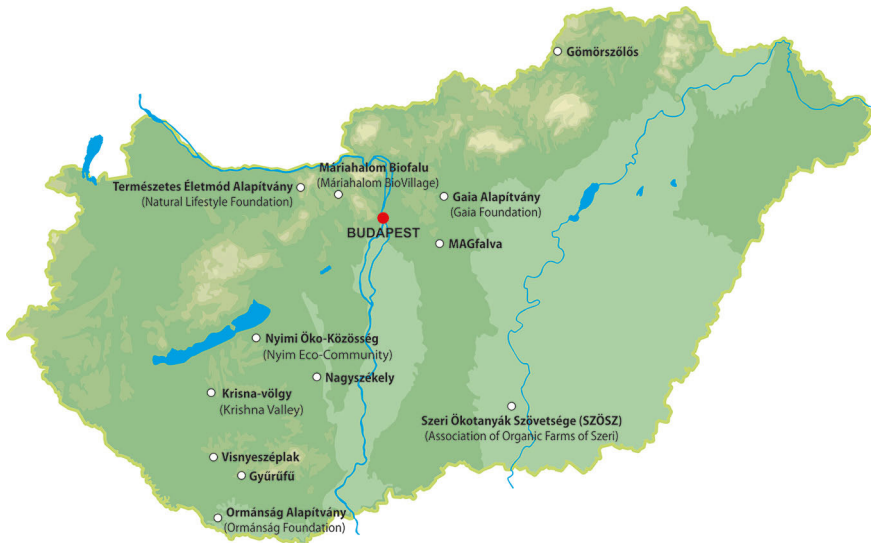 Gömörszőlős
Máriahalom Biofalu
(Máriahalom BioVillage)
Természetes Életmód Alapítvány
(Natural Lifestyle Foundation)
Gaia Alapítvány
(Gaia Foundation)
BUDAPEST
MAGfalva
Nyimi Öko-Közösség
(Nyim Eco-Community)
Nagyszékely
Krisna-völgy
(Krishna Valley)
Szeri Ökotanyák Szövetsége (SZÖSZ)
(Association of Organic Farms of Szeri)
Visnyeszéplak
Gyűrűfű
Ormánság Alapítvány
(Ormánság Foundation)